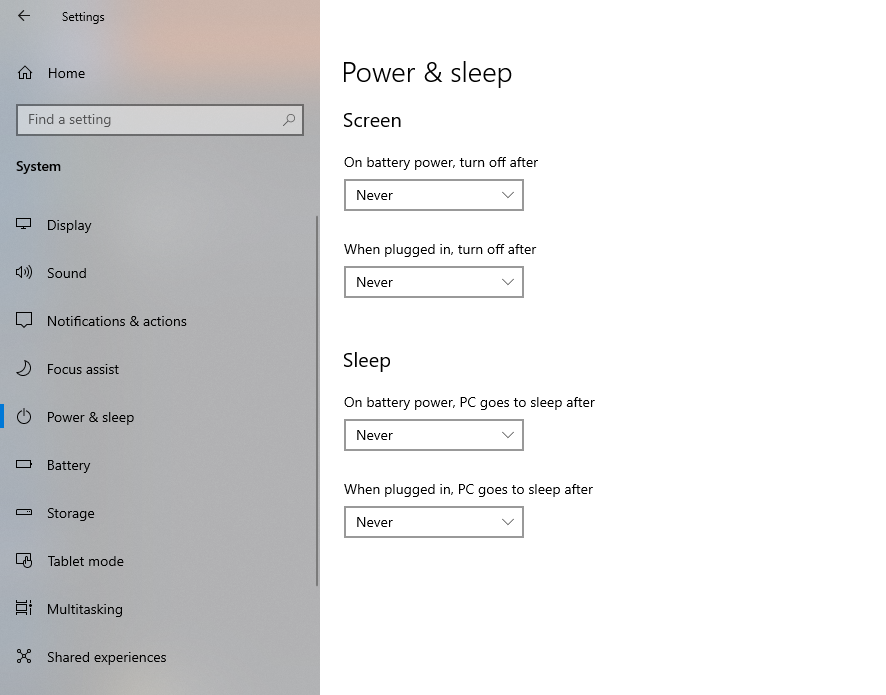 Settings
Home
Find a setting
System
Display
Sound
Notifications & actions
Focus assist
Power & sleep
Battery
Storage
Tablet mode
Multitasking
Shared experiences
Power & sleep
Screen
On battery power, turn off after
Never
When plugged in, turn off after
Never
Sleep
On battery power, PC goes to sleep after
Never
When plugged in, PC goes to sleep after
Never